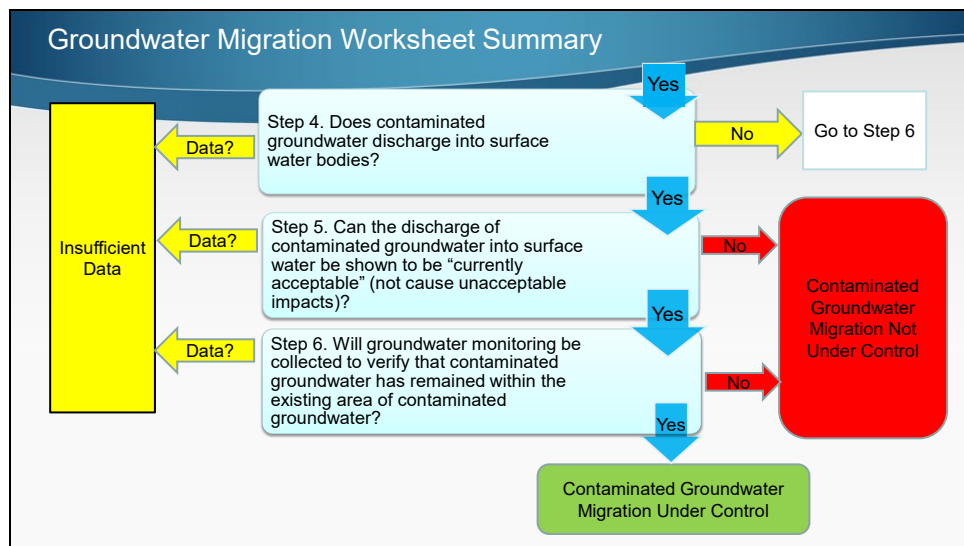 Groundwater Migration Worksheet Summary
Yes
Step 4. Does contaminated
groundwater discharge into surface
water bodies?
Data?
No
Go to Step 6
Yes
Insufficient
Data
Step 5. Can the discharge of
contaminated groundwater into surface
water be shown to be “currently
acceptable” (not cause unacceptable
impacts)?
Data?
No
Contaminated
Groundwater
Migration Not
Under Control
Yes
Step 6. Will groundwater monitoring be
collected to verify that contaminated
groundwater has remained within the
existing area of contaminated
groundwater?
Data?
No
Yes
Contaminated Groundwater
Migration Under Control